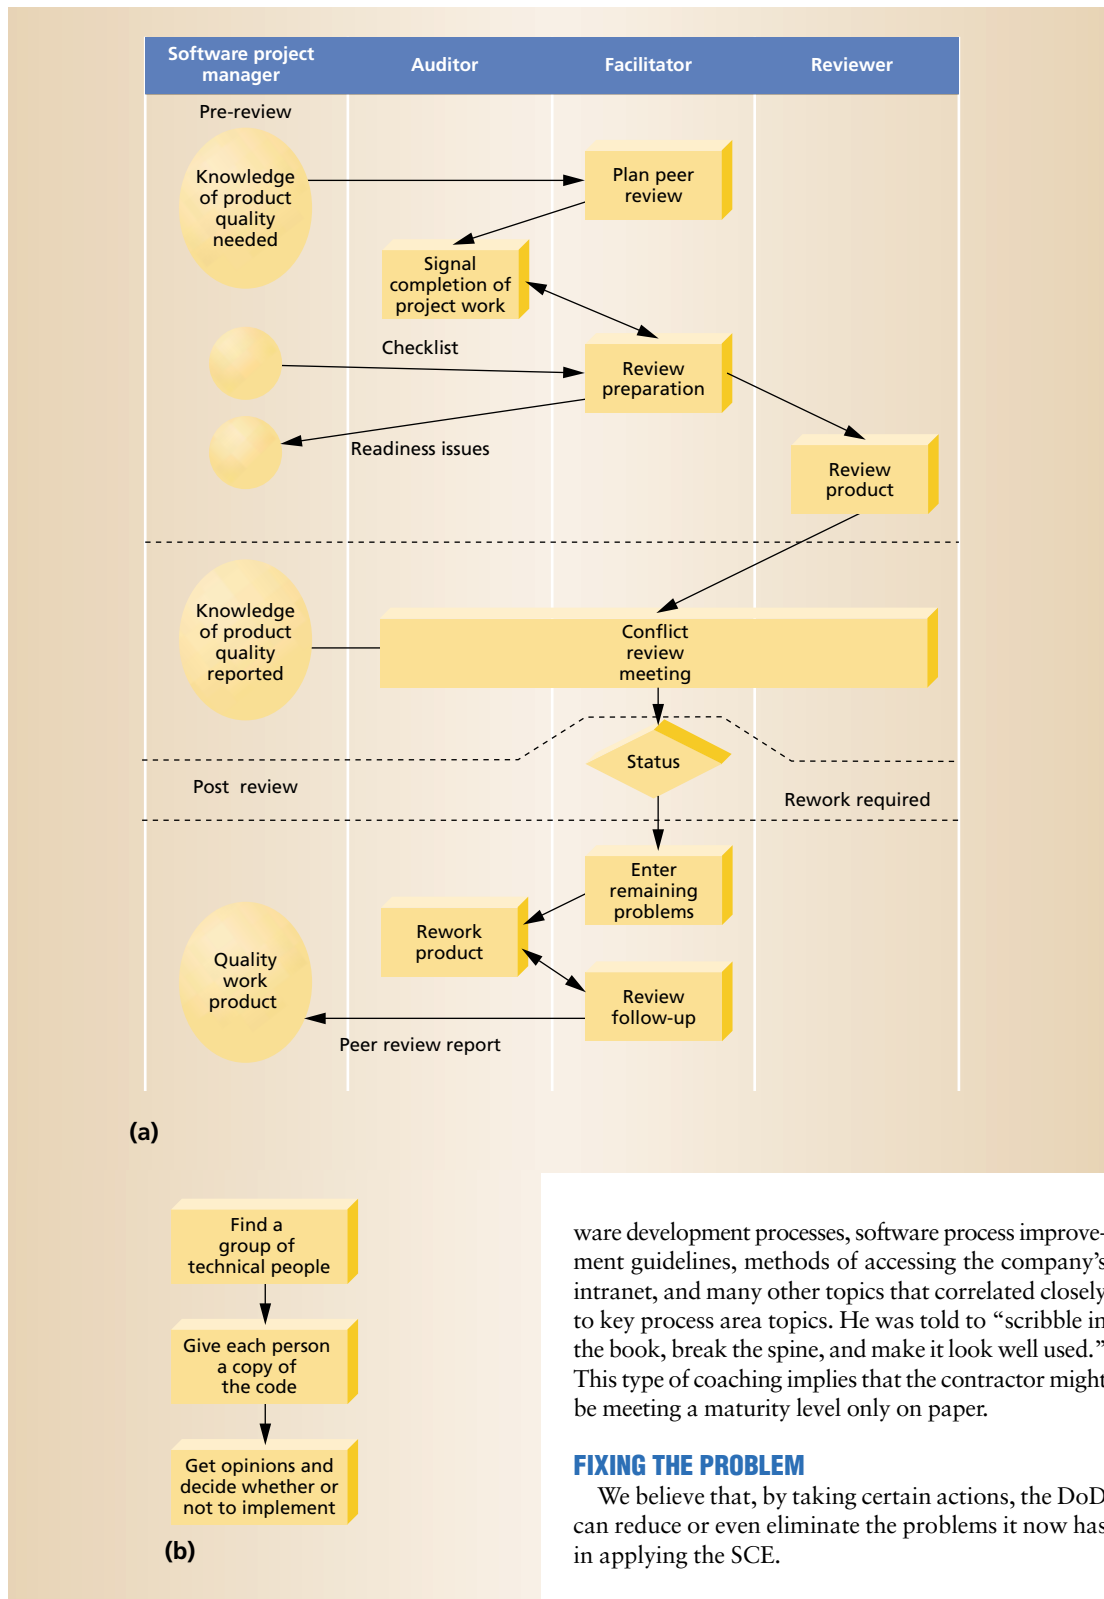 Software project
manager
Auditor
Facilitator
Reviewer
Pre-review
Knowledge
of product
quality
needed
Plan peer
review
Signal
completion of
project work
Checklist
Review
preparation
Readiness issues
Review
product
Knowledge
of product
quality
reported
Conflict
review
meeting
Status
Post review
Rework required
Enter
remaining
problems
Rework
product
Quality
work
product
Review
follow-up
Peer review report
(a)
Find a
group of
technical people
Give each person
a copy of
the code
Get opinions and
decide whether or
not to implement
(b)
ware development processes, software process improve-
ment guidelines, methods of accessing the company's
intranet, and many other topics that correlated closely
to key process area topics. He was told to “scribble in
the book, break the spine, and make it look well used.”
This type of coaching implies that the contractor might
be meeting a maturity level only on paper.
FIXING THE PROBLEM
We believe that, by taking certain actions, the DoD
can reduce or even eliminate the problems it now has
in applying the SCE.